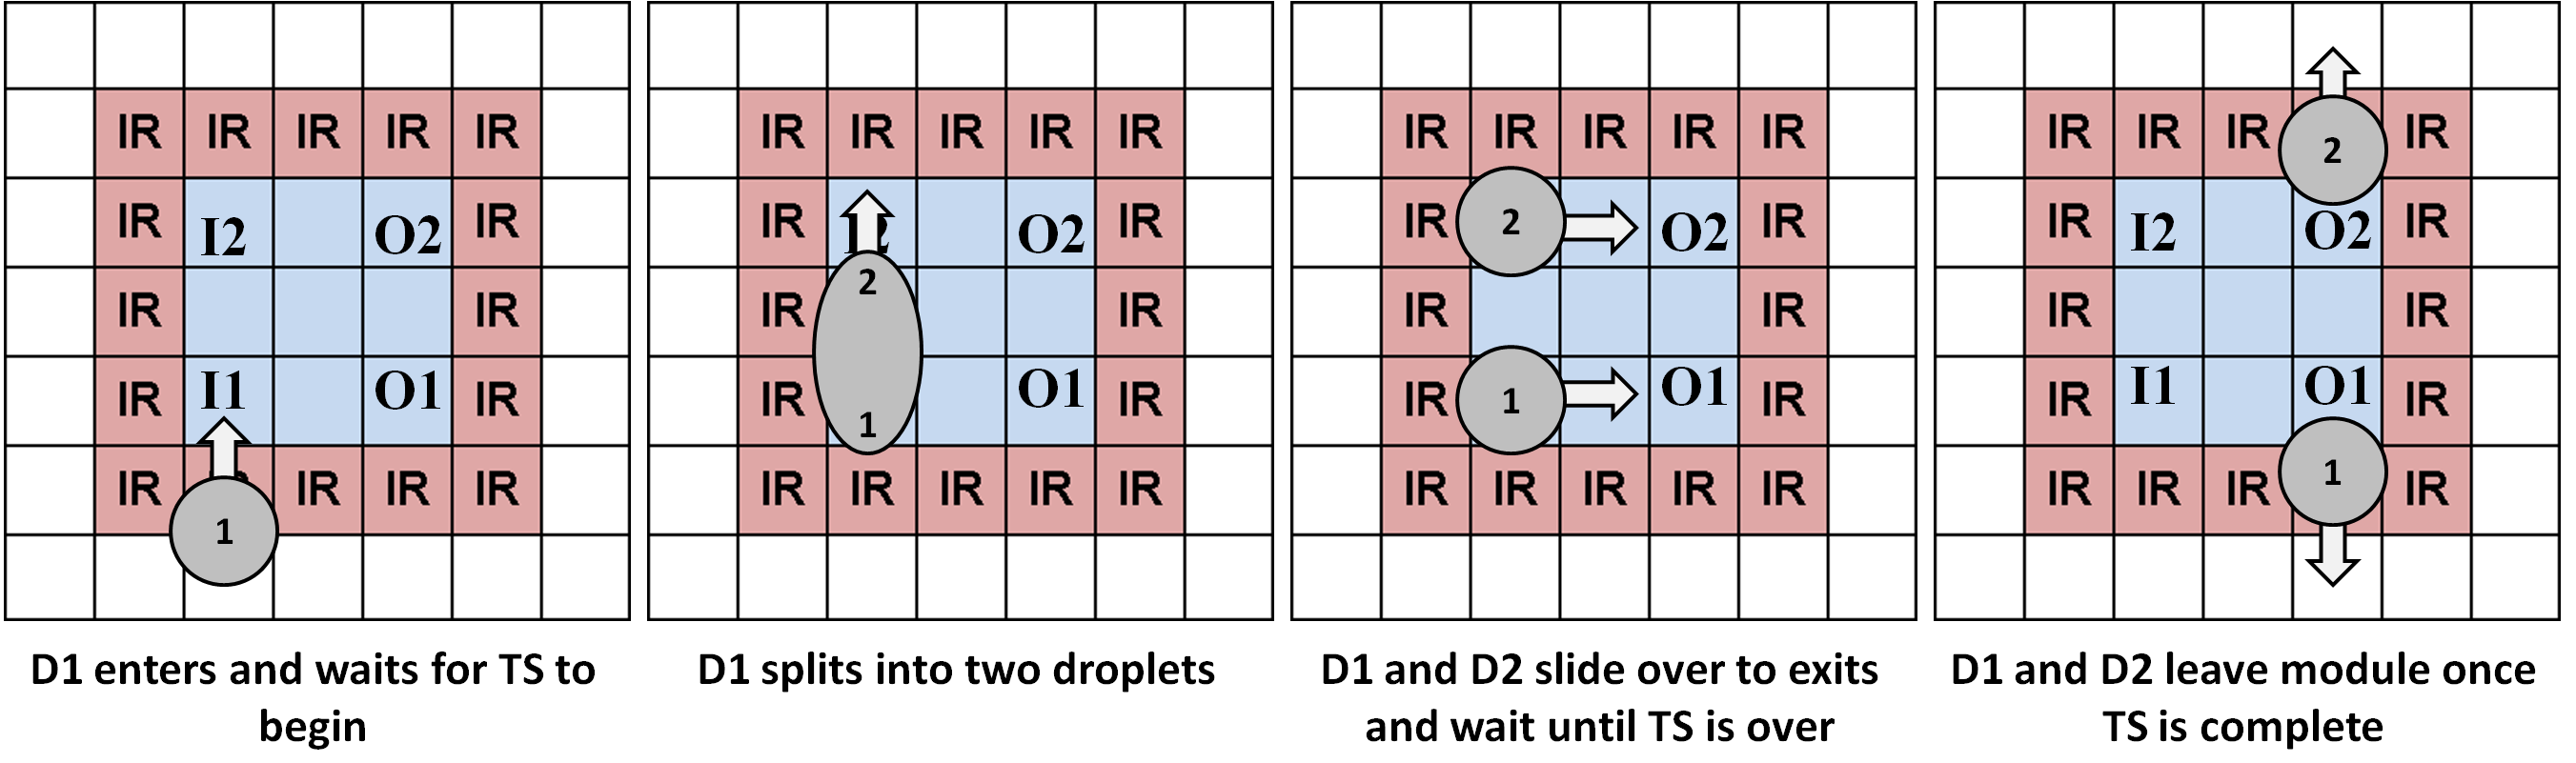 IR IR IR IR IR
IR I2 O2 IR
IR IR
IR I1 O1 IR
IR IR IR IR
1
D1 enters and waits for TS to
begin
IR IR IR IR IR
IR O2 IR
2
IR IR
IR O1 IR
1
IR IR IR IR IR
D1 splits into two droplets
IR IR IR IR IR
IR 2 O2 IR
IR IR
IR 1 O1 IR
IR IR IR IR IR
D1 and D2 slide over to exits
and wait until TS is over
IR IR IR 2 IR
IR I2 O2 IR
IR IR
IR I1 O1 IR
IR IR IR 1 IR
D1 and D2 leave module once
TS is complete